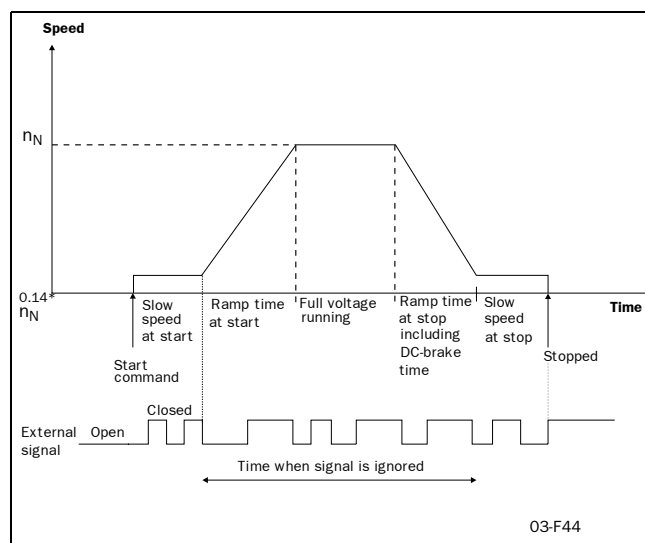 Speed
nN
0.14*
nN
Time
Slow
speed
at start
Ramp time
at start
Full voltage
running
Ramp time
at stop
including
DC-brake
time
Slow
speed
at stop
Start
command
Stopped
Closed
External
signal
Open
Time when signal is ignored
03-F44